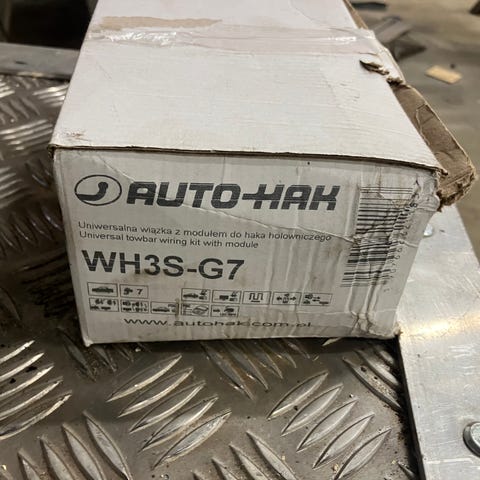 AUTO-HAK
Uniwersalna wiązka z modułem do haka holowniczego
Universal towbar wiring kit with module
WH3S-G7
7
www.autohak.com.pl